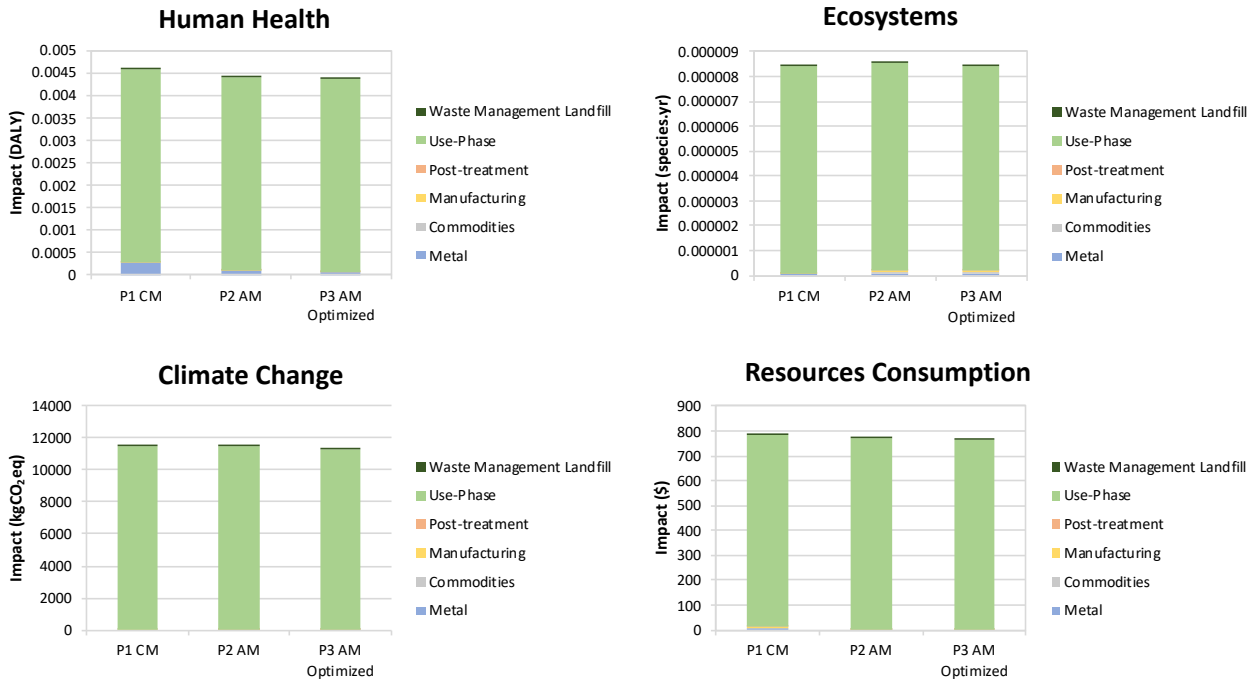 Human Health
Impact (DALY)
0.005
0.0045
0.004
0.0035
0.003
0.0025
0.002
0.0015
0.001
0.0005
0
P1 CM
P2 AM
P3 AM
Optimized
Waste Management Landfill
Use-Phase
Post-treatment
Manufacturing
Commodities
Metal
Ecosystems
Impact (species.yr)
0.000009
0.000008
0.000007
0.000006
0.000005
0.000004
0.000003
0.000002
0.000001
0
P1 CM
P2 AM
P3 AM
Optimized
Waste Management Landfill
Use-Phase
Post-treatment
Manufacturing
Commodities
Metal
Climate Change
Impact (kgCO₂eq)
14000
12000
10000
8000
6000
4000
2000
0
P1 CM
P2 AM
P3 AM
Optimized
Waste Management Landfill
Use-Phase
Post-treatment
Manufacturing
Commodities
Metal
Resources Consumption
Impact ($)
900
800
700
600
500
400
300
200
100
0
P1 CM
P2 AM
P3 AM
Optimized
Waste Management Landfill
Use-Phase
Post-treatment
Manufacturing
Commodities
Metal